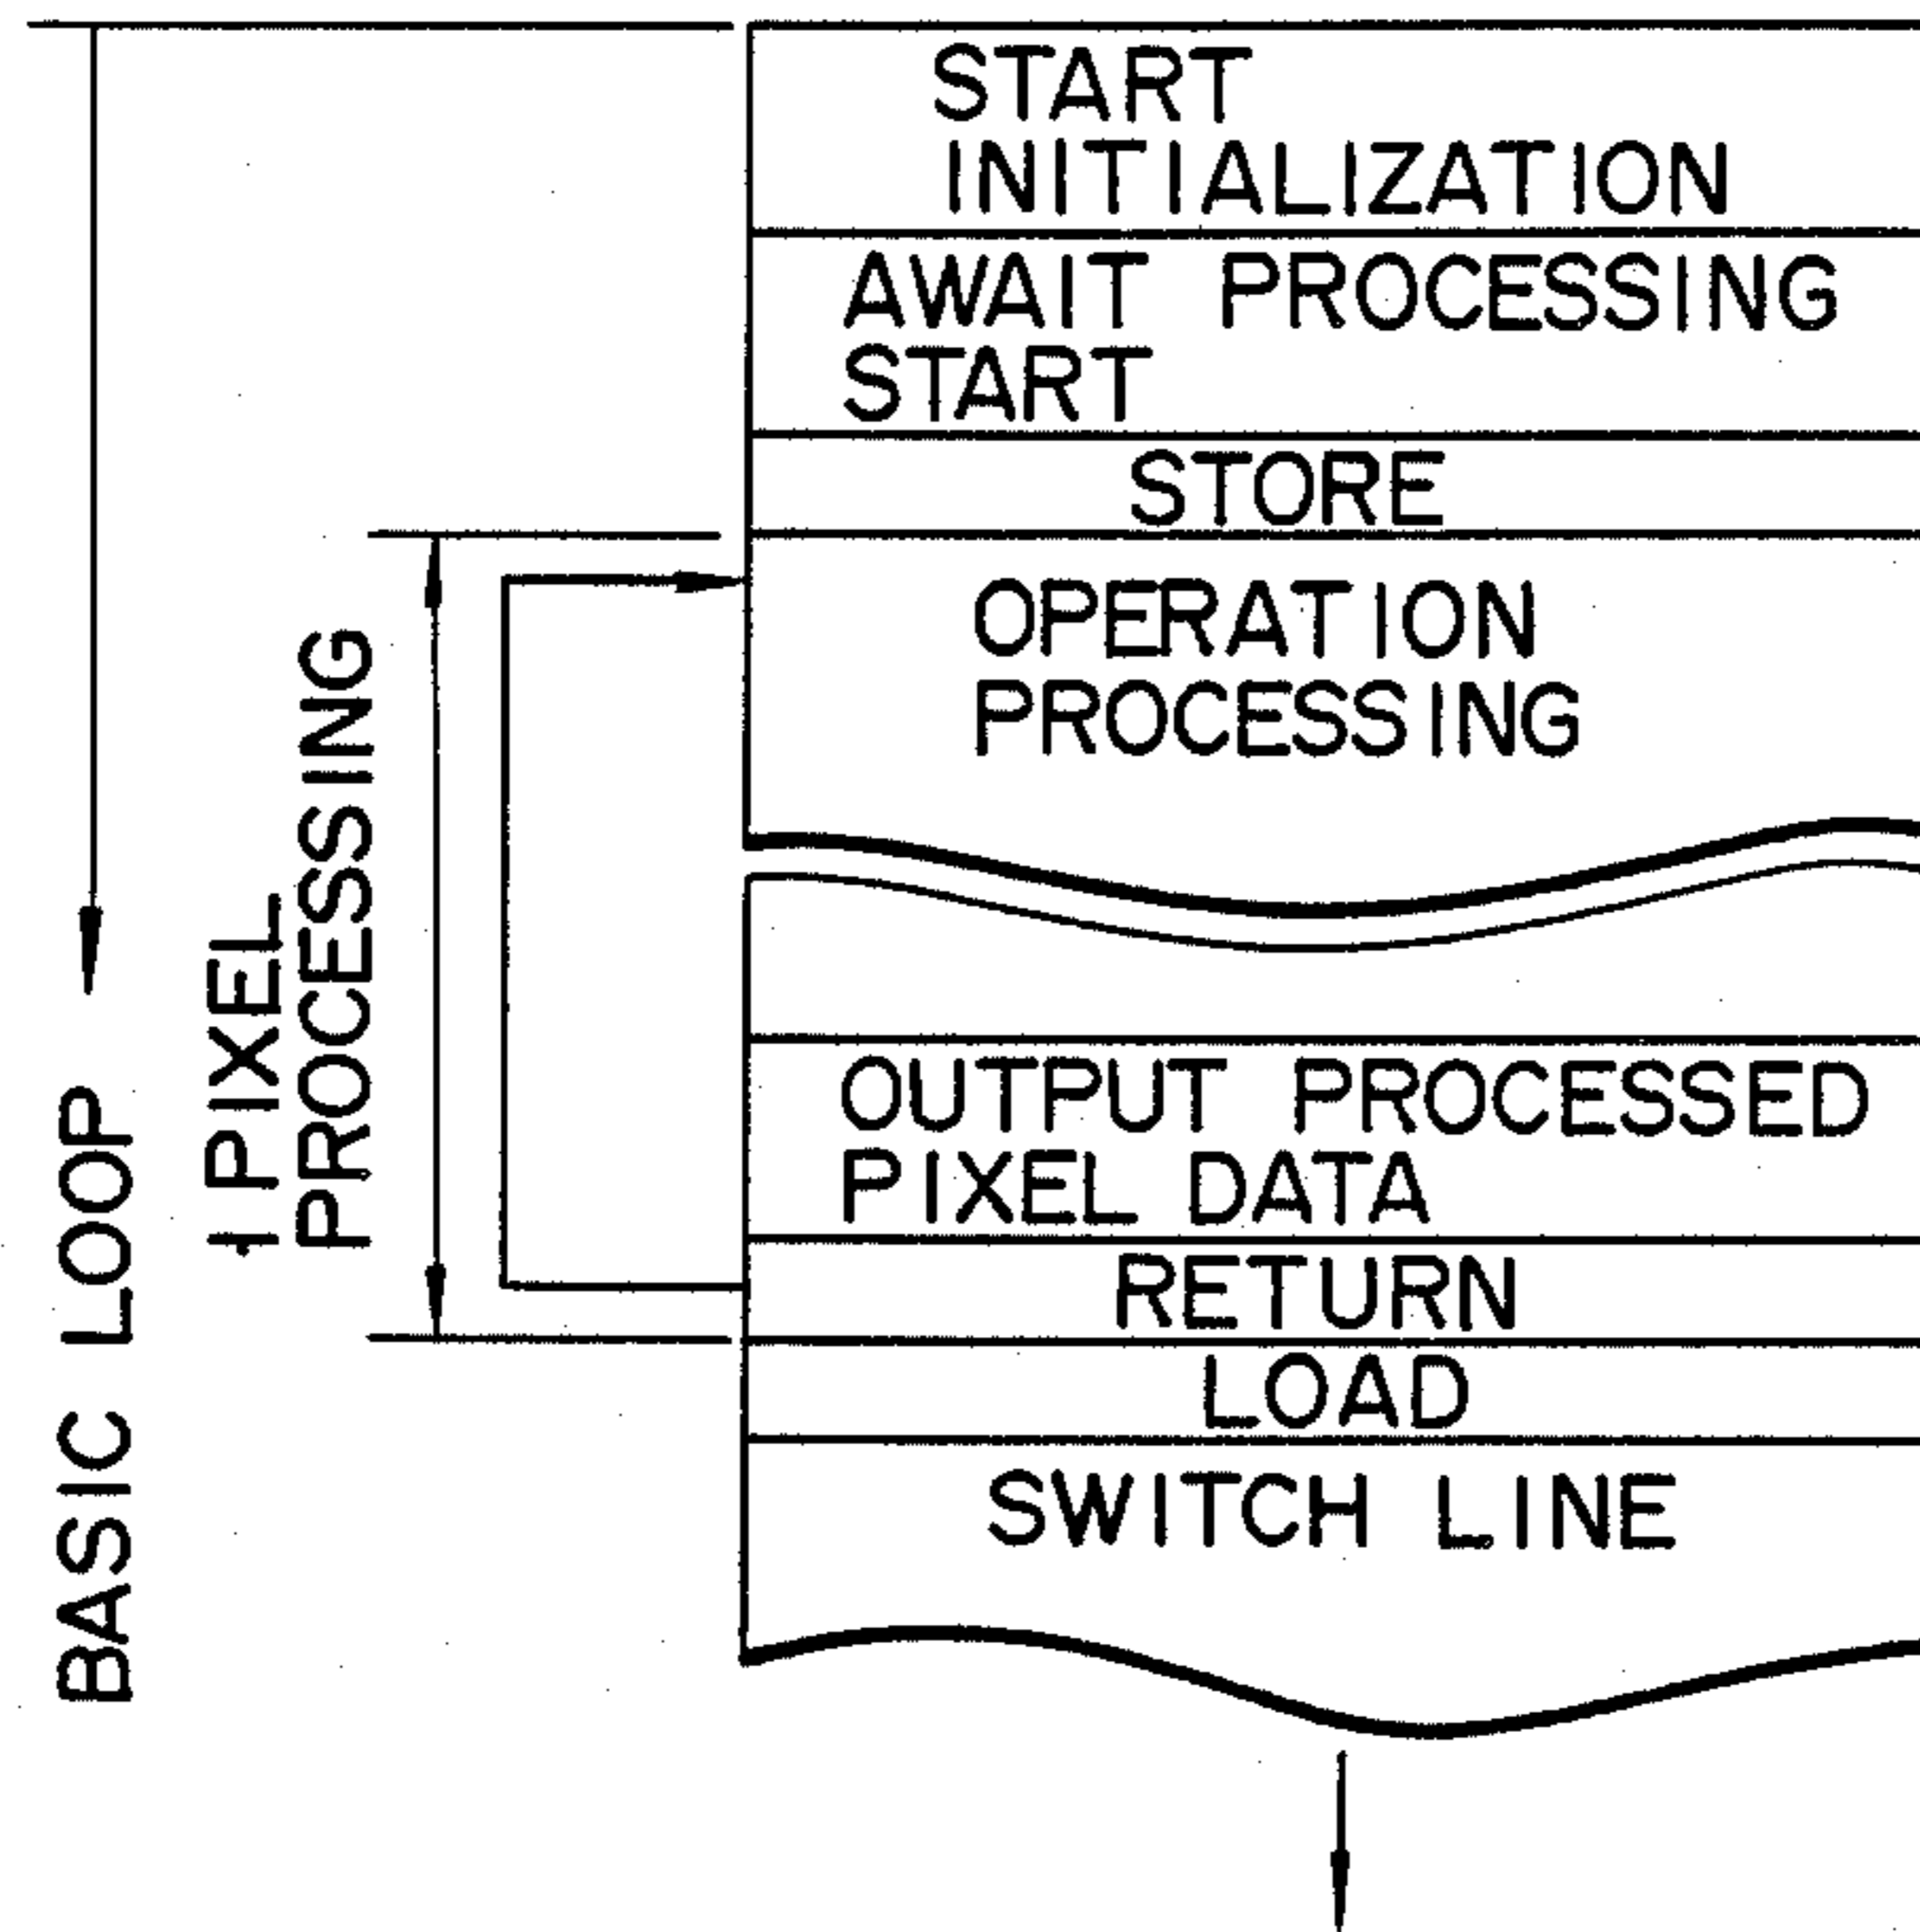 START
INITIALIZATION
AWAIT PROCESSING
START
STORE
OPERATION
PROCESSING
OUTPUT PROCESSED
PIXEL DATA
RETURN
LOAD
SWITCH LINE
BASIC LOOP
1 PIXEL
PROCESSING